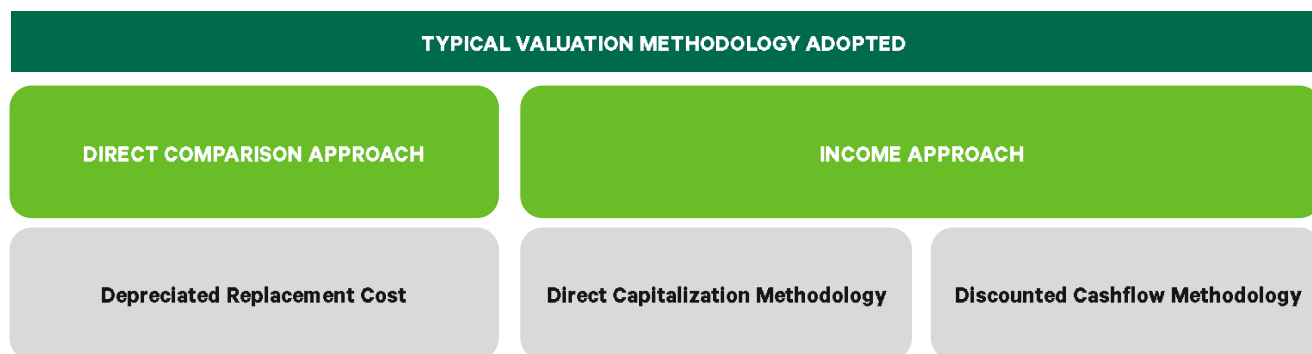 TYPICAL VALUATION METHODOLOGY ADOPTED
DIRECT COMPARISON APPROACH
INCOME APPROACH
Depreciated Replacement Cost
Direct Capitalization Methodology
Discounted Cashflow Methodology